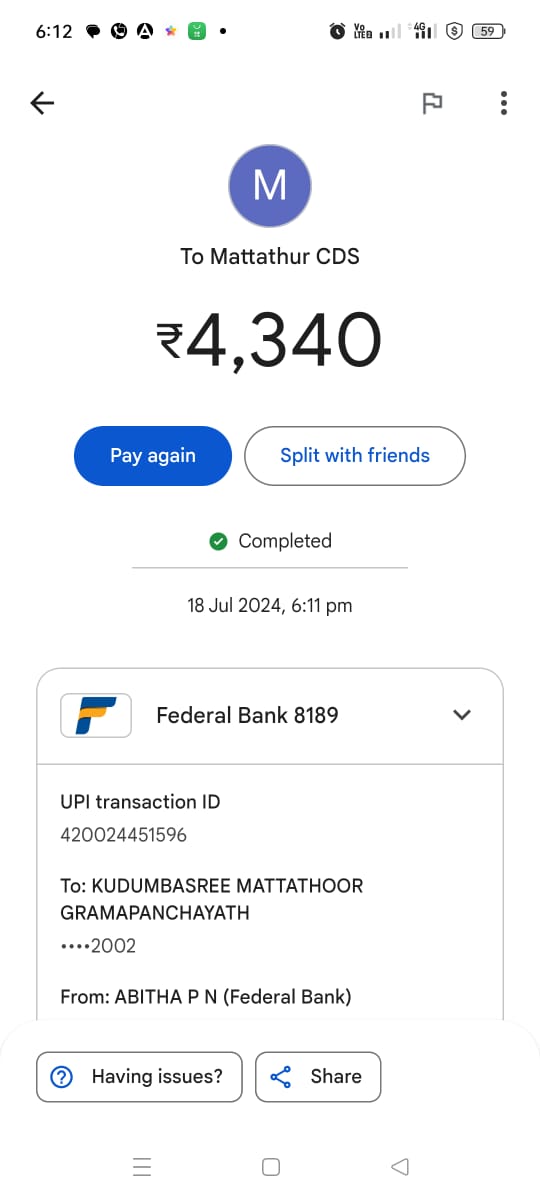 6:12
Vo
LTE 2
4G
59
M
To Mattathur CDS
₹4,340
Pay again
Split with friends
Completed
18 Jul 2024, 6:11 pm
Federal Bank 8189
UPI transaction ID
420024451596
To: KUDUMBASREE MATTATHOOR
GRAMAPANCHAYATH
••••2002
From: ABITHA P N (Federal Bank)
Having issues?
Share